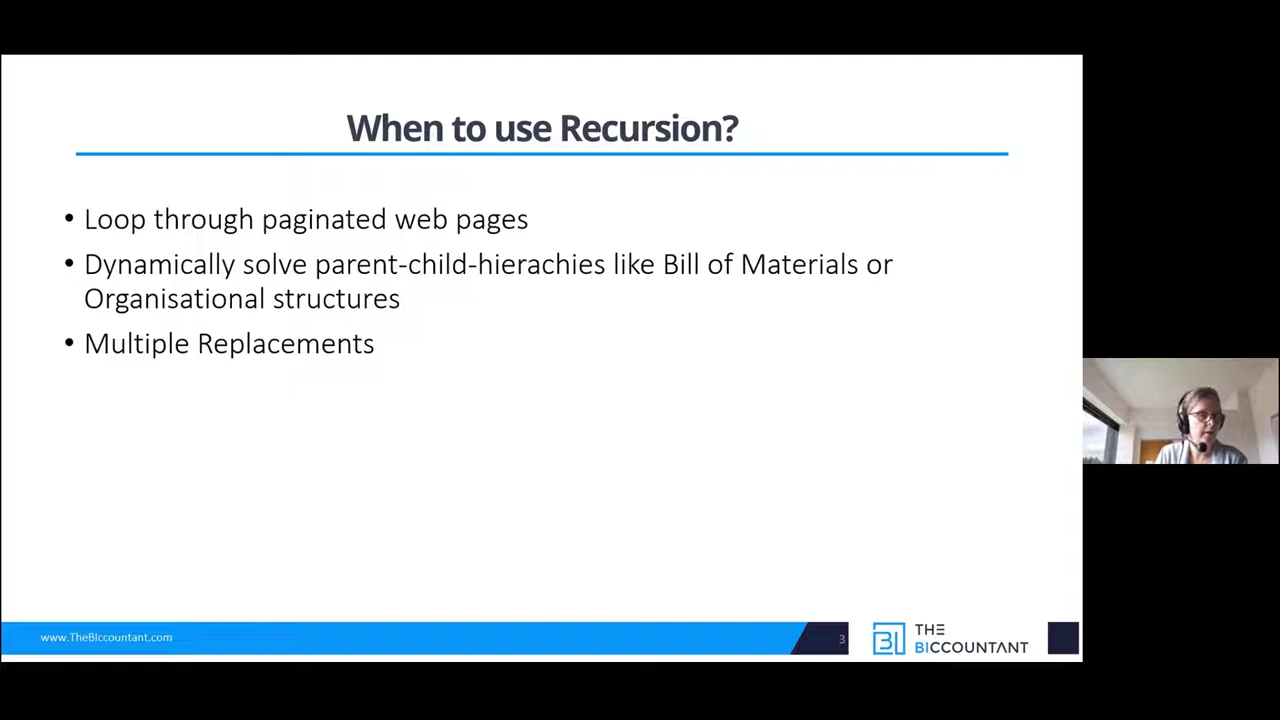 When to use Recursion?
• Loop through paginated web pages
• Dynamically solve parent-child-hierachies like Bill of Materials or
Organisational structures
• Multiple Replacements
www.TheBIccountant.com
3
THE
BICCOUNTANT